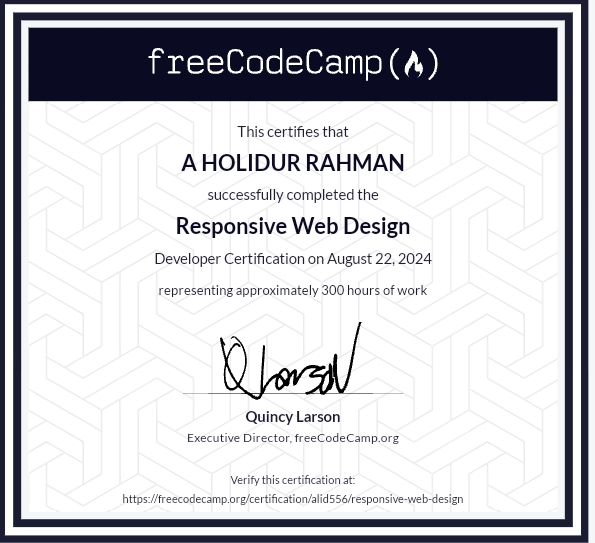 freeCodeCamp(🔥)
This certifies that
A HOLIDUR RAHMAN
successfully completed the
Responsive Web Design
Developer Certification on August 22, 2024
representing approximately 300 hours of work
Q Larson
Quincy Larson
Executive Director, freeCodeCamp.org
Verify this certification at:
https://freecodecamp.org/certification/alid556/responsive-web-design